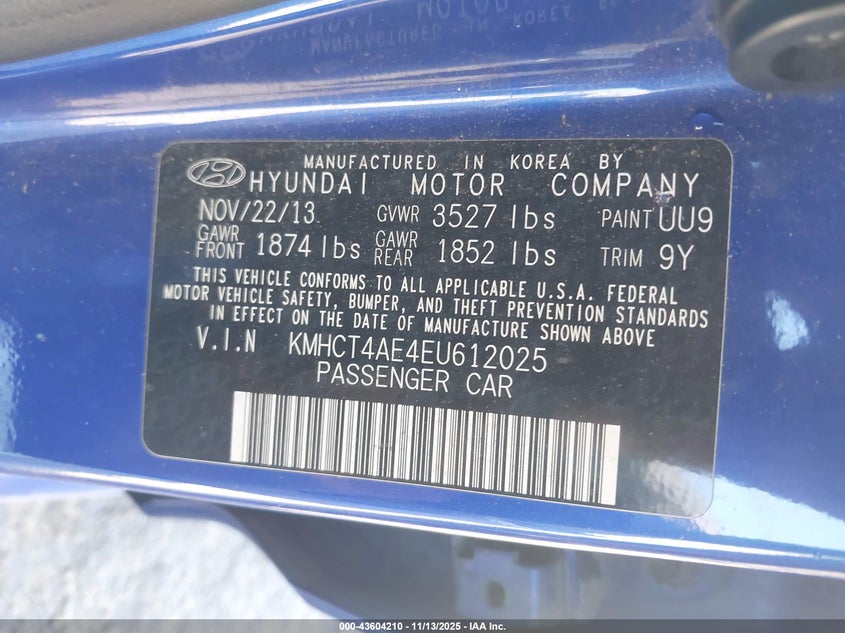 MANUFACTURED IN KOREA BY
HYUNDAI MOTOR COMPANY
NOV/22/13 GVWR 3527 lbs PAINT UU9
GAWR FRONT 1874 lbs GAWR REAR 1852 lbs TRIM 9Y
THIS VEHICLE CONFORMS TO ALL APPLICABLE U.S.A. FEDERAL
MOTOR VEHICLE SAFETY, BUMPER, AND THEFT PREVENTION STANDARDS
IN EFFECT ON THE DATE OF MANUFACTURE SHOWN ABOVE
V.I.N KMHCT4AE4EU612025
PASSENGER CAR
000-43604210 - 11/13/2025 - IAA Inc.